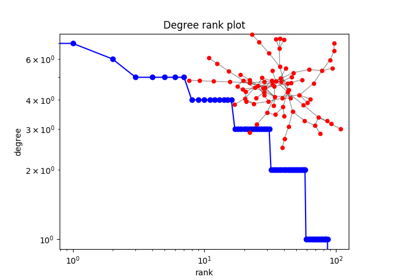 Degree rank plot
degree
6 × 10⁰
4 × 10⁰
3 × 10⁰
2 × 10⁰
10⁰
10⁰ 10¹ 10²
rank